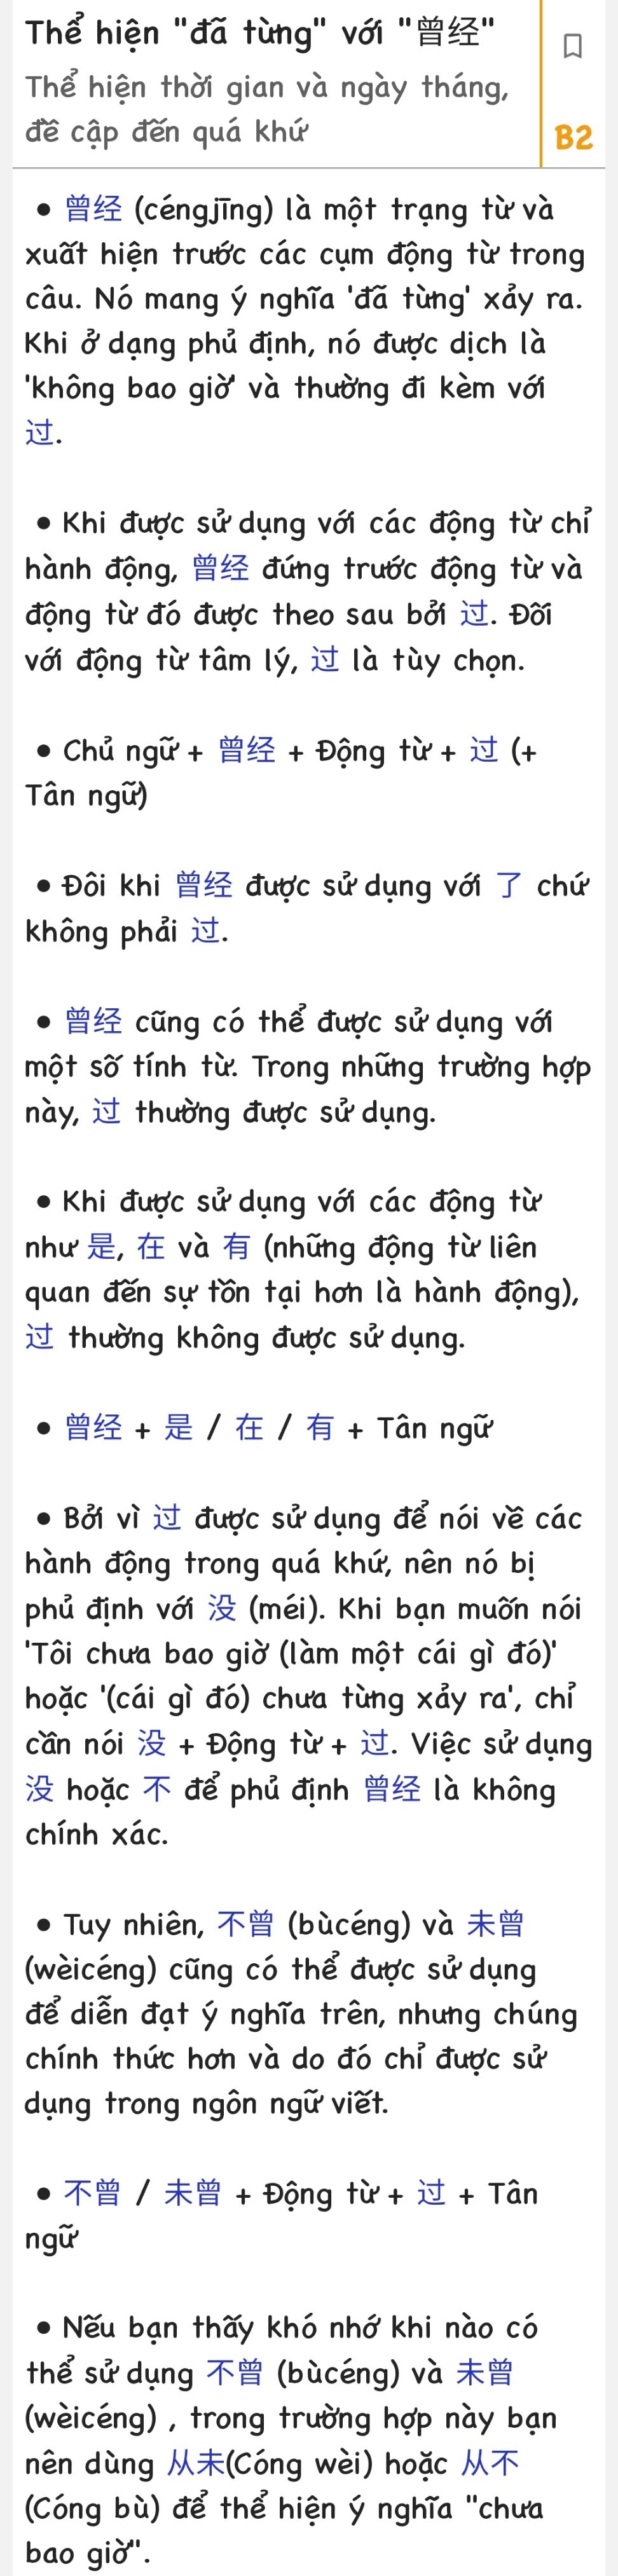 Thể hiện "đã từng" với "曾经"
Thể hiện thời gian và ngày tháng,
đề cập đến quá khứ
B2
• 曾经 (céngjīng) là một trạng từ và
xuất hiện trước các cụm động từ trong
câu. Nó mang ý nghĩa 'đã từng' xảy ra.
Khi ở dạng phủ định, nó được dịch là
'không bao giờ' và thường đi kèm với
过.
• Khi được sử dụng với các động từ chỉ
hành động, 曾经 đứng trước động từ và
động từ đó được theo sau bởi 过. Đối
với động từ tâm lý, 过 là tùy chọn.
• Chủ ngữ + 曾经 + Động từ + 过 (+
Tân ngữ)
• Đôi khi 曾经 được sử dụng với 了 chứ
không phải 过.
• 曾经 cũng có thể được sử dụng với
một số tính từ. Trong những trường hợp
này, 过 thường được sử dụng.
• Khi được sử dụng với các động từ
như 是, 在 và 有 (những động từ liên
quan đến sự tồn tại hơn là hành động),
过 thường không được sử dụng.
• 曾经 + 是 / 在 / 有 + Tân ngữ
• Bởi vì 过 được sử dụng để nói về các
hành động trong quá khứ, nên nó bị
phủ định với 没 (méi). Khi bạn muốn nói
'Tôi chưa bao giờ (làm một cái gì đó)'
hoặc '(cái gì đó) chưa từng xảy ra', chỉ
cần nói 没 + Động từ + 过. Việc sử dụng
没 hoặc 不 để phủ định 曾经 là không
chính xác.
• Tuy nhiên, 不曾 (bùcéng) và 未曾
(wèicéng) cũng có thể được sử dụng
để diễn đạt ý nghĩa trên, nhưng chúng
chính thức hơn và do đó chỉ được sử
dụng trong ngôn ngữ viết.
• 不曾 / 未曾 + Động từ + 过 + Tân
ngữ
• Nếu bạn thấy khó nhớ khi nào có
thể sử dụng 不曾 (bùcéng) và 未曾
(wèicéng) , trong trường hợp này bạn
nên dùng 从未(Cóng wèi) hoặc 从不
(Cóng bù) để thể hiện ý nghĩa "chưa
bao giờ".